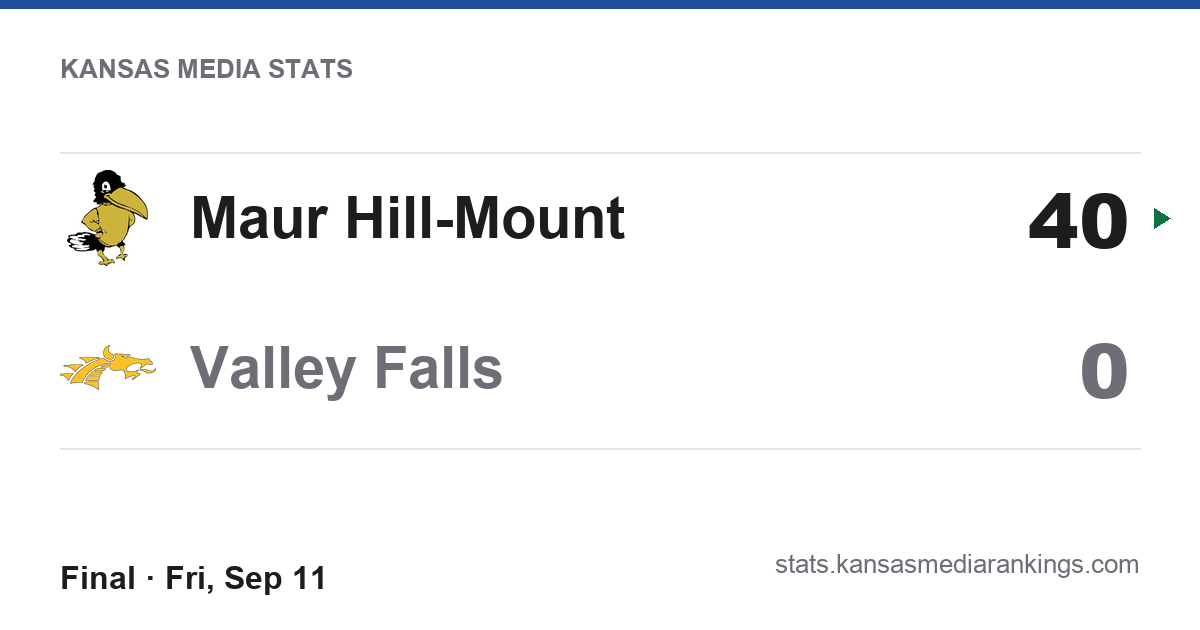 KANSAS MEDIA STATS
Maur Hill-Mount 40
Valley Falls 0
Final · Fri, Sep 11
stats.kansasmediarankings.com